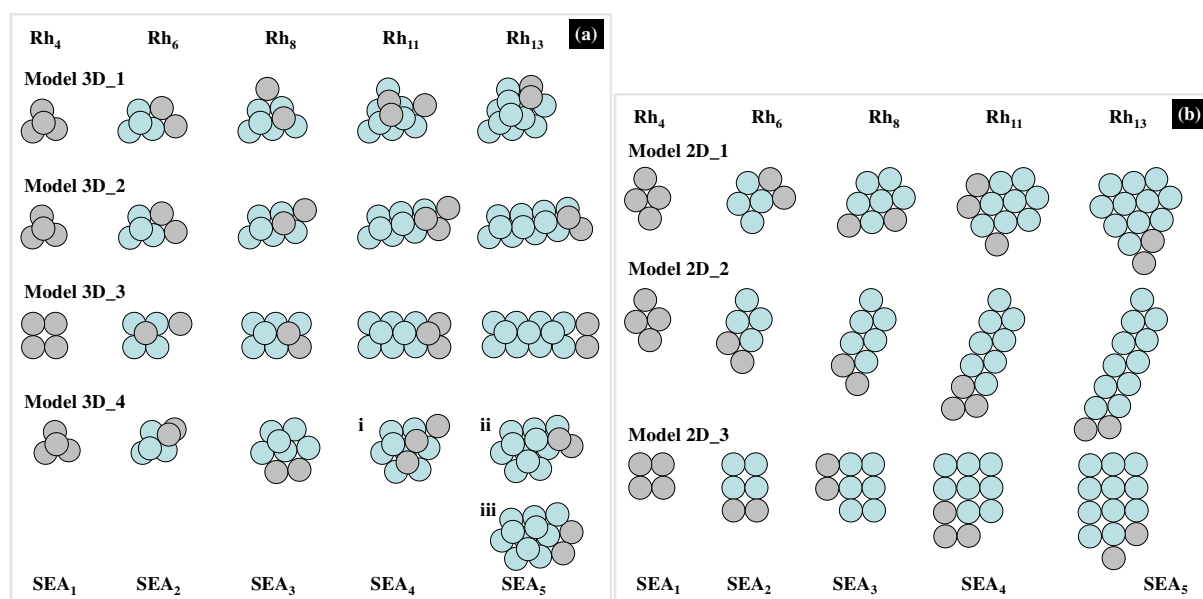 Rh₄ Rh₆ Rh₈ Rh₁₁ Rh₁₃ (a)
Model 3D_1
Model 3D_2
Model 3D_3
Model 3D_4
i ii
iii
SEA₁ SEA₂ SEA₃ SEA₄ SEA₅
Rh₄ Rh₆ Rh₈ Rh₁₁ Rh₁₃ (b)
Model 2D_1
Model 2D_2
Model 2D_3
SEA₁ SEA₂ SEA₃ SEA₄ SEA₅